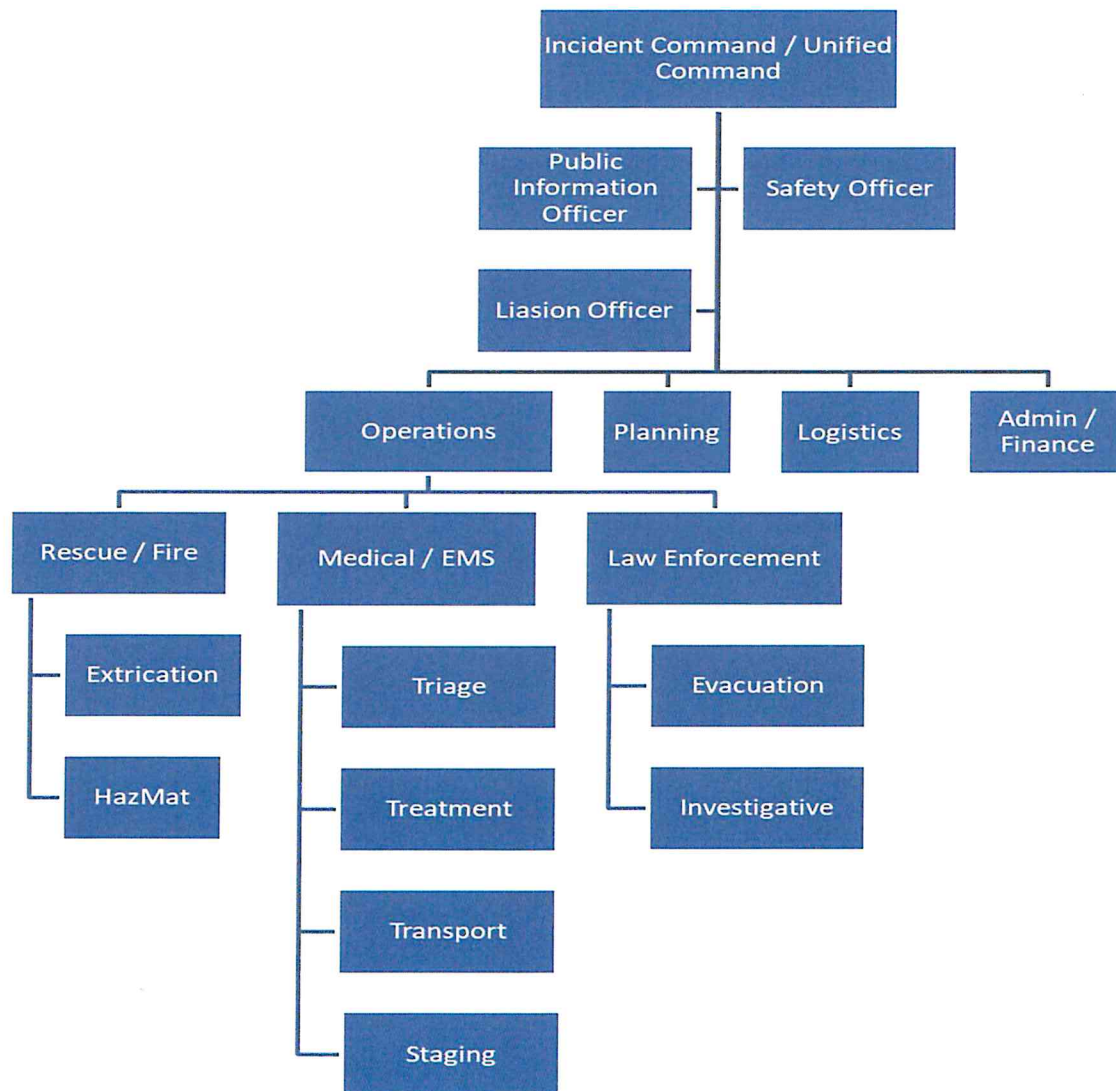 Incident Command / Unified
Command
Public
Information
Officer
Safety Officer
Liasion Officer
Operations
Planning
Logistics
Admin /
Finance
Rescue / Fire
Medical / EMS
Law Enforcement
Extrication
Triage
Evacuation
HazMat
Treatment
Investigative
Transport
Staging